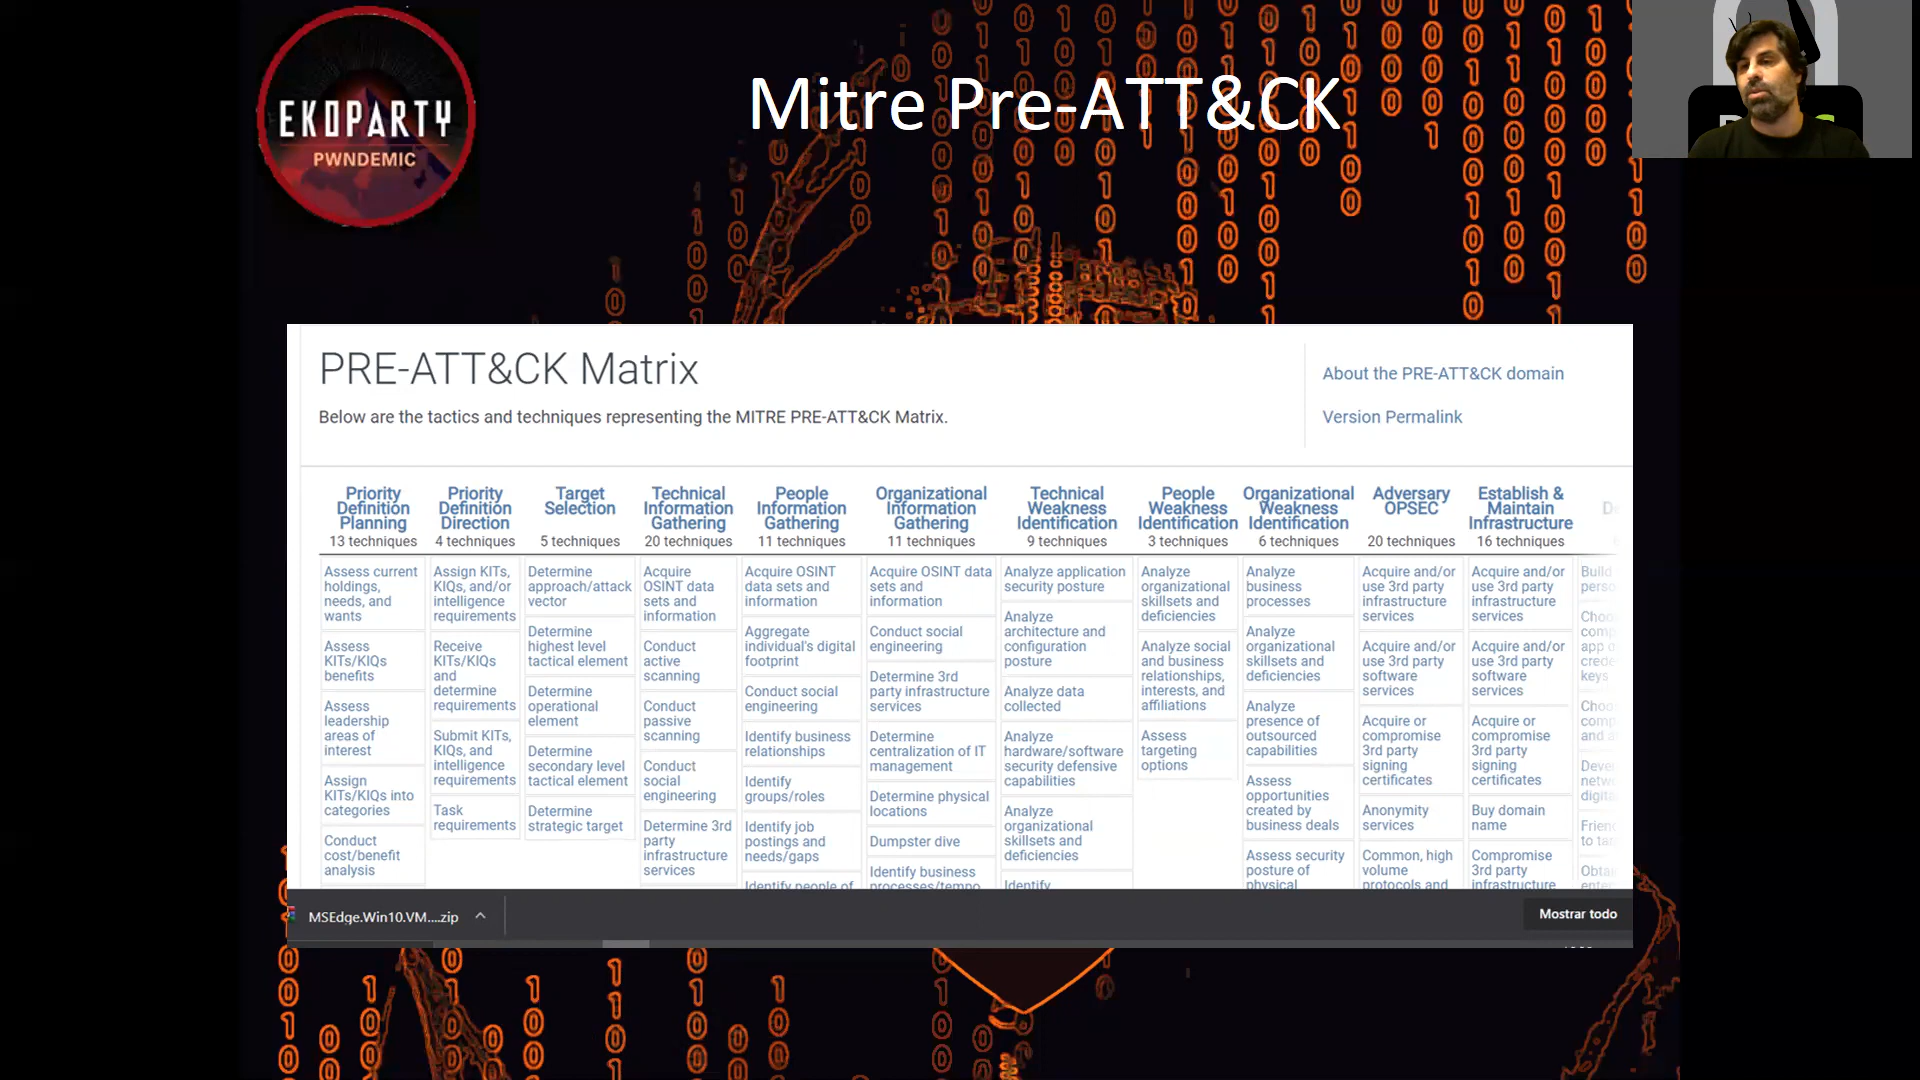 EKOPARTY
PWNDEMIC
Mitre Pre-ATT&CK
PRE-ATT&CK Matrix
Below are the tactics and techniques representing the MITRE PRE-ATT&CK Matrix.
About the PRE-ATT&CK domain
Version Permalink
Priority
Definition
Planning
13 techniques
Assess current
holdings,
needs, and
wants
Assess
KITs/KIQs
benefits
Assess
leadership
areas of
interest
Assign
KITs/KIQs into
categories
Conduct
cost/benefit
analysis
Priority
Definition
Direction
4 techniques
Assign KITs,
KIQs, and/or
intelligence
requirements
Receive
KITs/KIQs
and
determine
requirements
Submit KITs,
KIQs, and
intelligence
requirements
Task
requirements
Target
Selection
5 techniques
Determine
approach/attack
vector
Determine
highest level
tactical element
Determine
operational
element
Determine
secondary level
tactical element
Determine
strategic target
Technical
Information
Gathering
20 techniques
Acquire
OSINT data
sets and
information
Conduct
active
scanning
Conduct
passive
scanning
Conduct
social
engineering
Determine 3rd
party
infrastructure
services
People
Information
Gathering
11 techniques
Acquire OSINT
data sets and
information
Aggregate
individual's digital
footprint
Conduct social
engineering
Identify business
relationships
Identify
groups/roles
Identify job
postings and
needs/gaps
Identify people of
Organizational
Information
Gathering
11 techniques
Acquire OSINT data
sets and
information
Conduct social
engineering
Determine 3rd
party infrastructure
services
Determine
centralization of IT
management
Determine physical
locations
Dumpster dive
Identify business
processes/tempo
Technical
Weakness
Identification
9 techniques
Analyze application
security posture
Analyze
architecture and
configuration
posture
Analyze data
collected
Analyze
hardware/software
security defensive
capabilities
Analyze
organizational
skillsets and
deficiencies
Identify
People
Weakness
Identification
3 techniques
Analyze
organizational
skillsets and
deficiencies
Analyze social
and business
relationships,
interests, and
affiliations
Assess
targeting
options
Organizational
Weakness
Identification
6 techniques
Analyze
business
processes
Analyze
organizational
skillsets and
deficiencies
Analyze
presence of
outsourced
capabilities
Assess
opportunities
created by
business deals
Assess security
posture of
physical
Adversary
OPSEC
20 techniques
Acquire and/or
use 3rd party
infrastructure
services
Acquire and/or
use 3rd party
software
services
Acquire or
compromise
3rd party
signing
certificates
Anonymity
services
Common, high
volume
protocols and
Establish &
Maintain
Infrastructure
16 techniques
Acquire and/or
use 3rd party
infrastructure
services
Acquire and/or
use 3rd party
software
services
Acquire or
compromise
3rd party
signing
certificates
Buy domain
name
Compromise
3rd party
infrastructure
Build
MSEdge.Win10.VM....zip
Mostrar todo